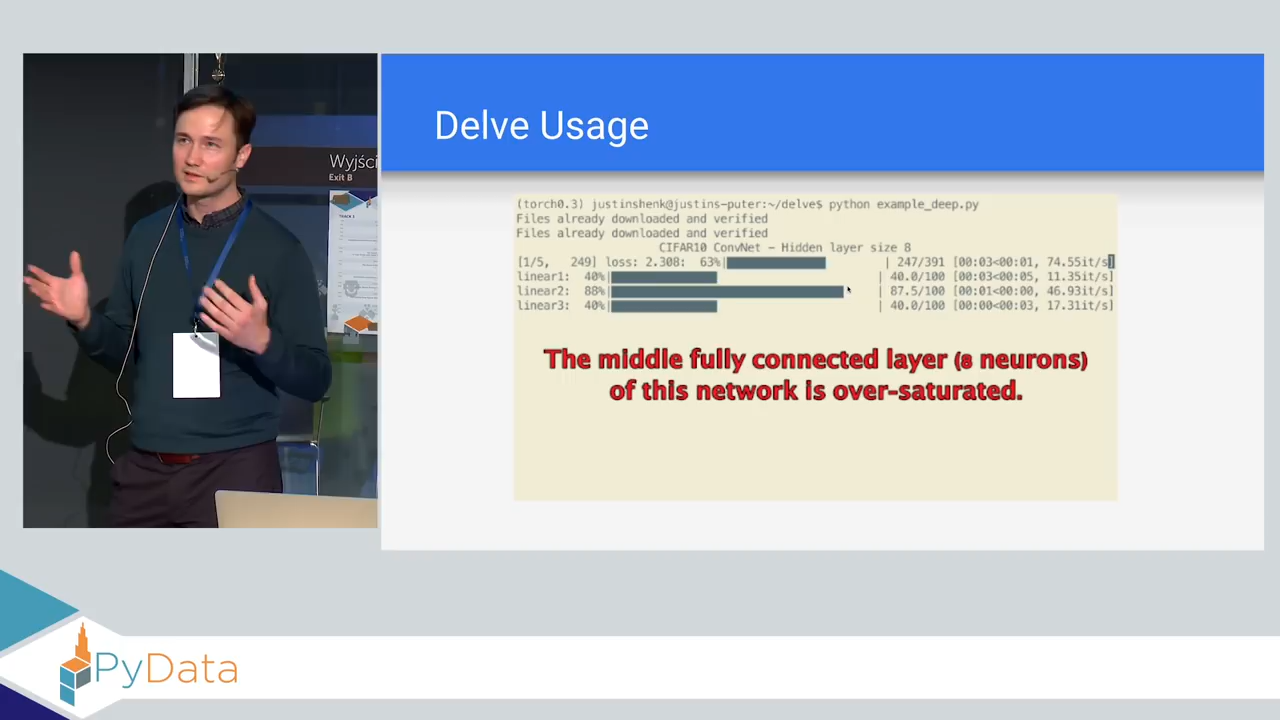 Wyjści
Exit B
TRACK 2
Delve Usage
(torch0.3) justinshenk@justins-puter:~/delve$ python example_deep.py
Files already downloaded and verified
Files already downloaded and verified
CIFAR10 ConvNet - Hidden layer size 8
[1/5, 249] loss: 2.308: 63%| | 247/391 [00:03<00:01, 74.55it/s]
linear1: 40%| | 40.0/100 [00:03<00:05, 11.35it/s]
linear2: 88%| | 87.5/100 [00:01<00:00, 46.93it/s]
linear3: 40%| | 40.0/100 [00:00<00:03, 17.31it/s]
The middle fully connected layer (8 neurons)
of this network is over-saturated.
PyData